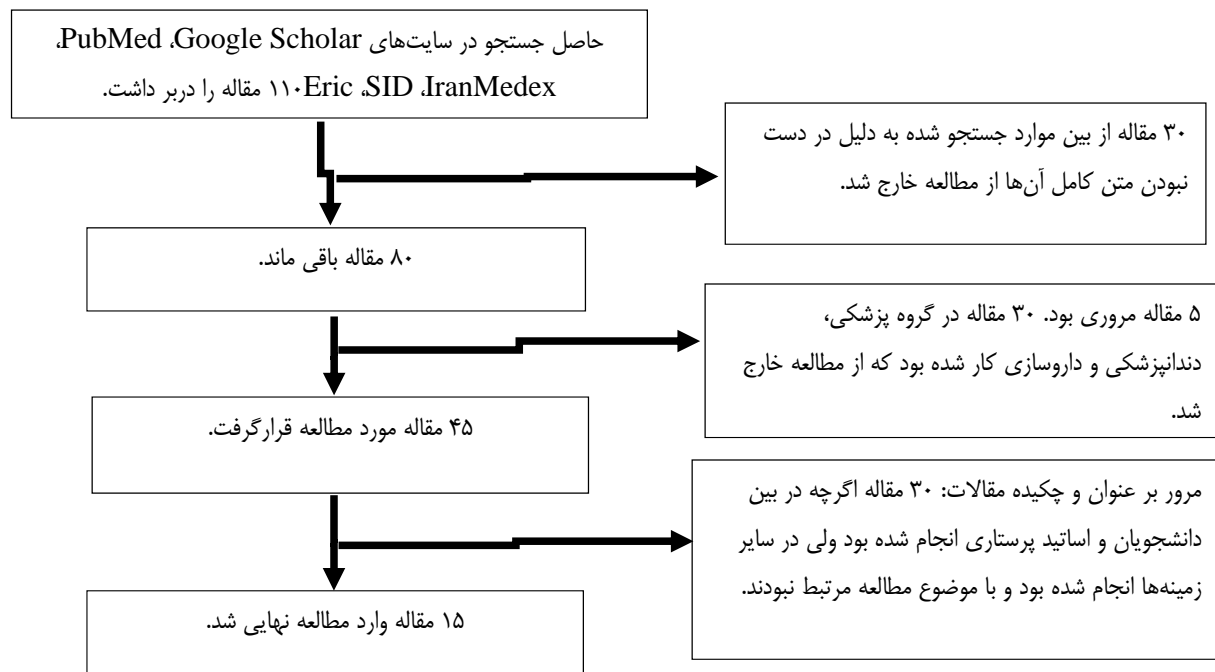 حاصل جستجو در سایت‌های PubMed ،Google Scholar،
Eric ،SID ،IranMedex ۱۱۰ مقاله را دربر داشت.
۳۰ مقاله از بین موارد جستجو شده به دلیل در دست
نبودن متن کامل آن‌ها از مطالعه خارج شد.
۸۰ مقاله باقی ماند.
۵ مقاله مروری بود. ۳۰ مقاله در گروه پزشکی،
دندانپزشکی و داروسازی کار شده بود که از مطالعه خارج
شد.
۴۵ مقاله مورد مطالعه قرارگرفت.
مرور بر عنوان و چکیده مقالات: ۳۰ مقاله اگرچه در بین
دانشجویان و اساتید پرستاری انجام شده بود ولی در سایر
زمینه‌ها انجام شده بود و با موضوع مطالعه مرتبط نبودند.
۱۵ مقاله وارد مطالعه نهایی شد.